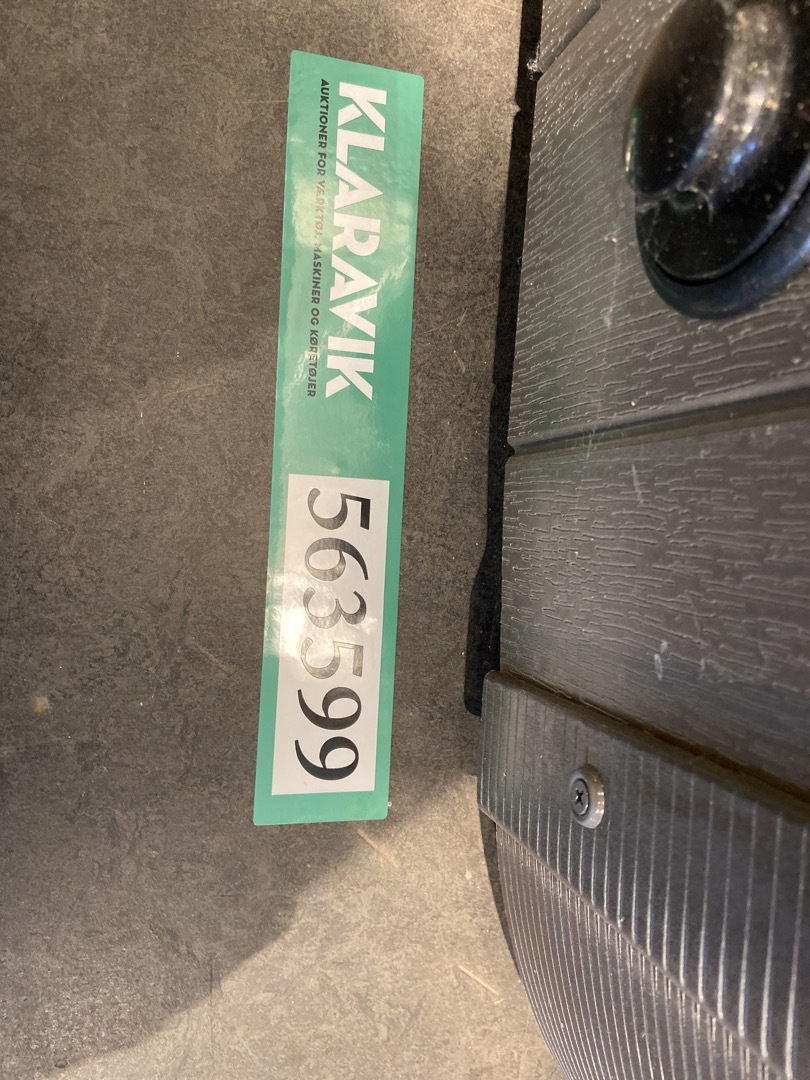 KLARAVIK
AUKTIONER FOR VÆRKTØJ, MASKINER OG KØRETØJER
563599